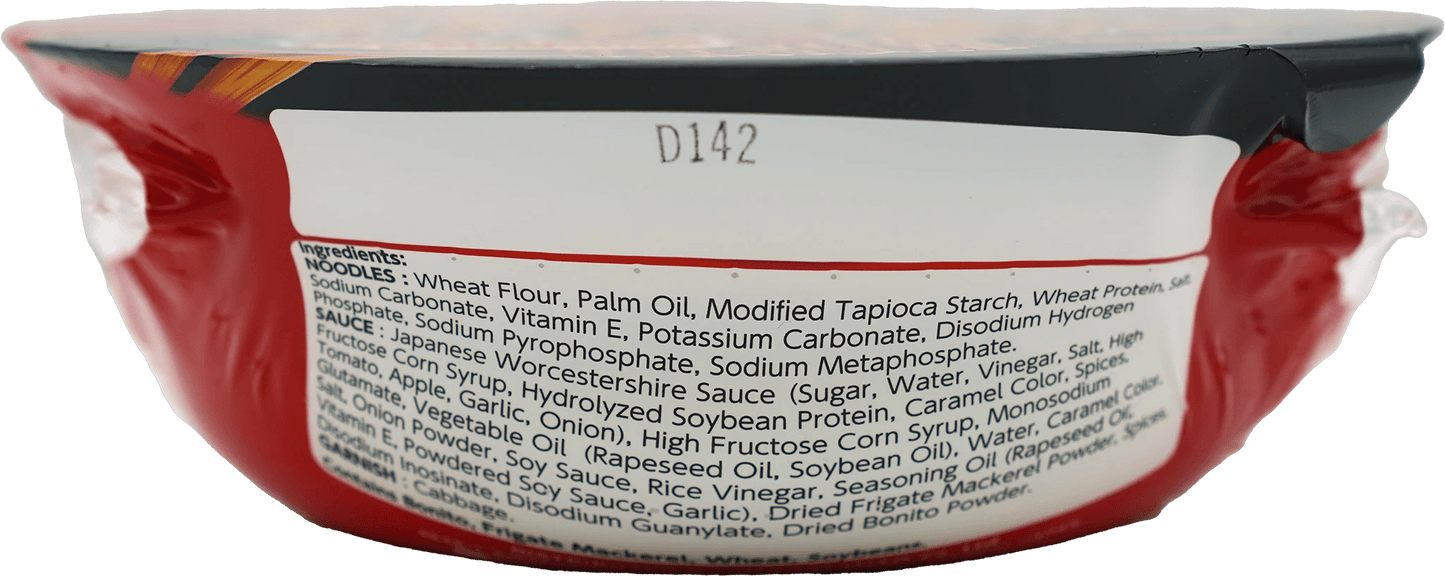 D142
Ingredients:
NOODLES : Wheat Flour, Palm Oil, Modified Tapioca Starch, Wheat Protein, Salt,
Sodium Carbonate, Vitamin E, Potassium Carbonate, Disodium Hydrogen
Phosphate, Sodium Pyrophosphate, Sodium Metaphosphate.
SAUCE : Japanese Worcestershire Sauce (Sugar, Water, Vinegar, Salt, High
Fructose Corn Syrup, Hydrolyzed Soybean Protein, Caramel Color, Spices,
Tomato, Apple, Garlic, Onion), High Fructose Corn Syrup, Monosodium
Glutamate, Vegetable Oil (Rapeseed Oil, Soybean Oil), Water, Caramel Color,
Salt, Onion Powder, Soy Sauce, Rice Vinegar, Seasoning Oil (Rapeseed Oil,
Vitamin E, Powdered Soy Sauce, Garlic), Dried Frigate Mackerel Powder, Spices,
Disodium Inosinate, Disodium Guanylate, Dried Bonito Powder.
GARNISH : Cabbage.
Contains Bonito, Frigate Mackerel, Wheat, Soybeans.